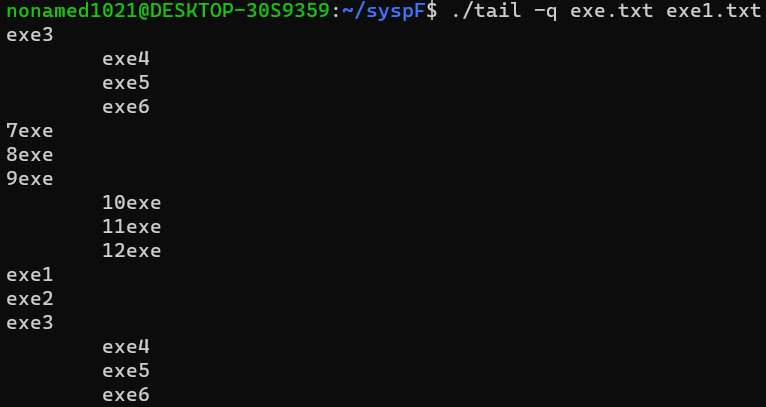 nonamed1021@DESKTOP-30S9359:~/syspF$ ./tail -q exe.txt exe1.txt
exe3
        exe4
        exe5
        exe6
7exe
8exe
9exe
        10exe
        11exe
        12exe
exe1
exe2
exe3
        exe4
        exe5
        exe6